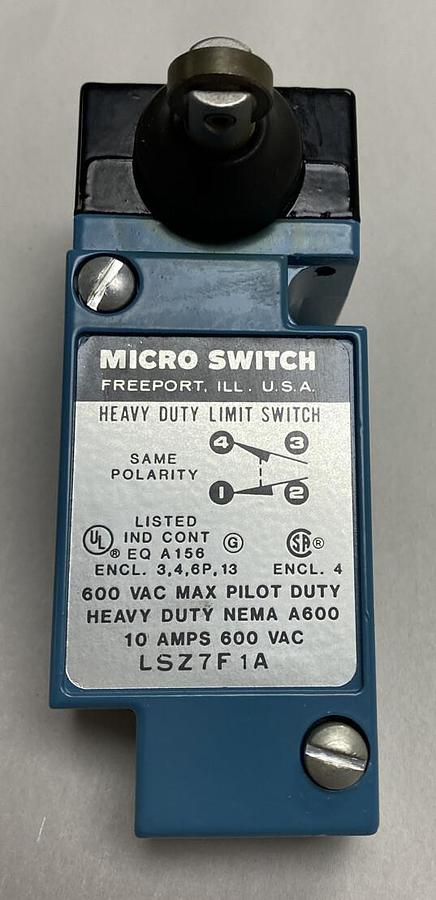 MICRO SWITCH
FREEPORT, ILL. U.S.A.
HEAVY DUTY LIMIT SWITCH
4 3
SAME
POLARITY
1 2
UL ® LISTED
IND CONT
EQ A156
G
SA ®
ENCL. 3,4,6P,13 ENCL. 4
600 VAC MAX PILOT DUTY
HEAVY DUTY NEMA A600
10 AMPS 600 VAC
LSZ7F1A